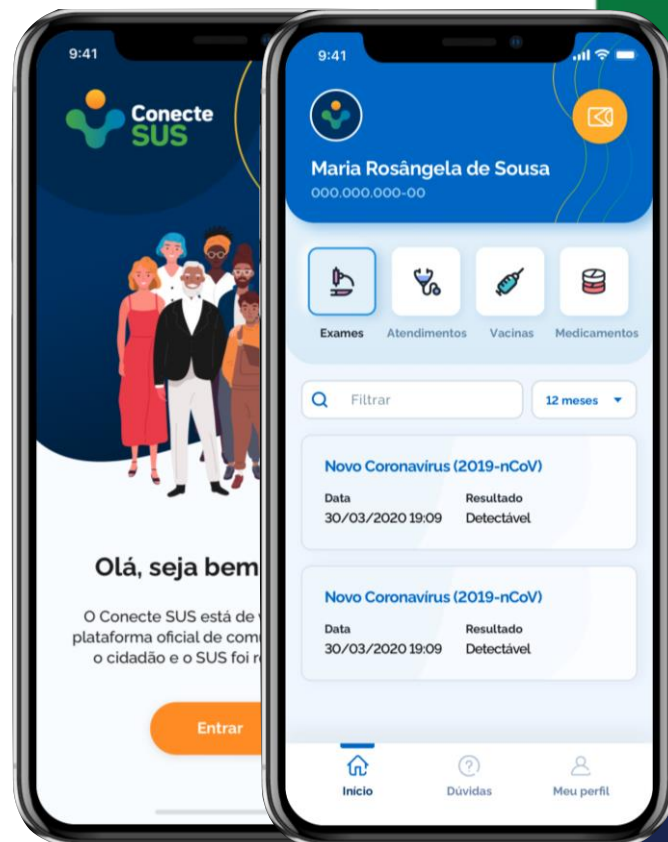 9:41
Conecte
SUS
Olá, seja bem
O Conecte SUS está de
plataforma oficial de
o cidadão e o SUS foi
Entrar
9:41
Maria Rosângela de Sousa
000.000.000-00
Exames
Atendimentos
Vacinas
Medicamentos
Filtrar
12 meses
Novo Coronavírus (2019-nCoV)
Data
Resultado
30/03/2020 19:09
Detectável
Novo Coronavírus (2019-nCoV)
Data
Resultado
30/03/2020 19:09
Detectável
Início
Dúvidas
Meu perfil